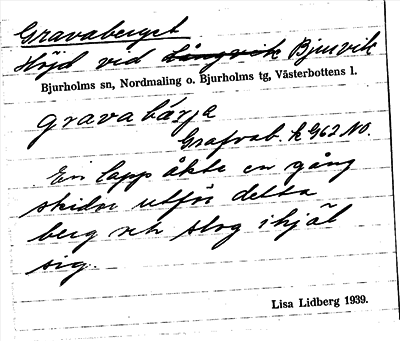 Gravaberget
Höjd vid Långvik Bjurvik
Bjurholms sn, Nordmaling o. Bjurholms tg, Västerbottens l.
gravabärja
Grafvab k G62 NO.
En lapp åkte en gång
skidor utför detta
berg och slog ihjäl
sig.
Lisa Lidberg 1939.